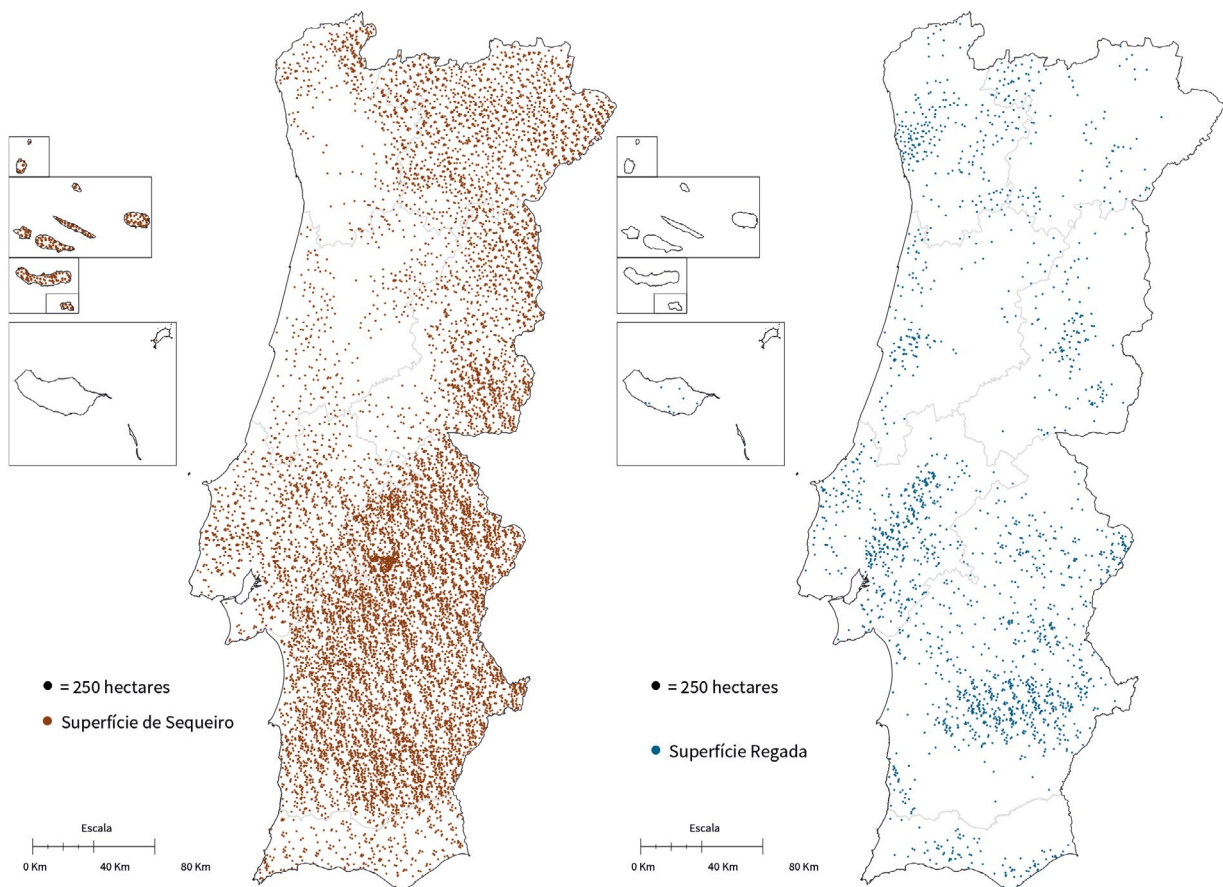 = 250 hectares
Superfície de Sequeiro
Escala
0 Km 40 Km 80 Km
= 250 hectares
Superfície Regada
Escala
0 Km 40 Km 80 Km